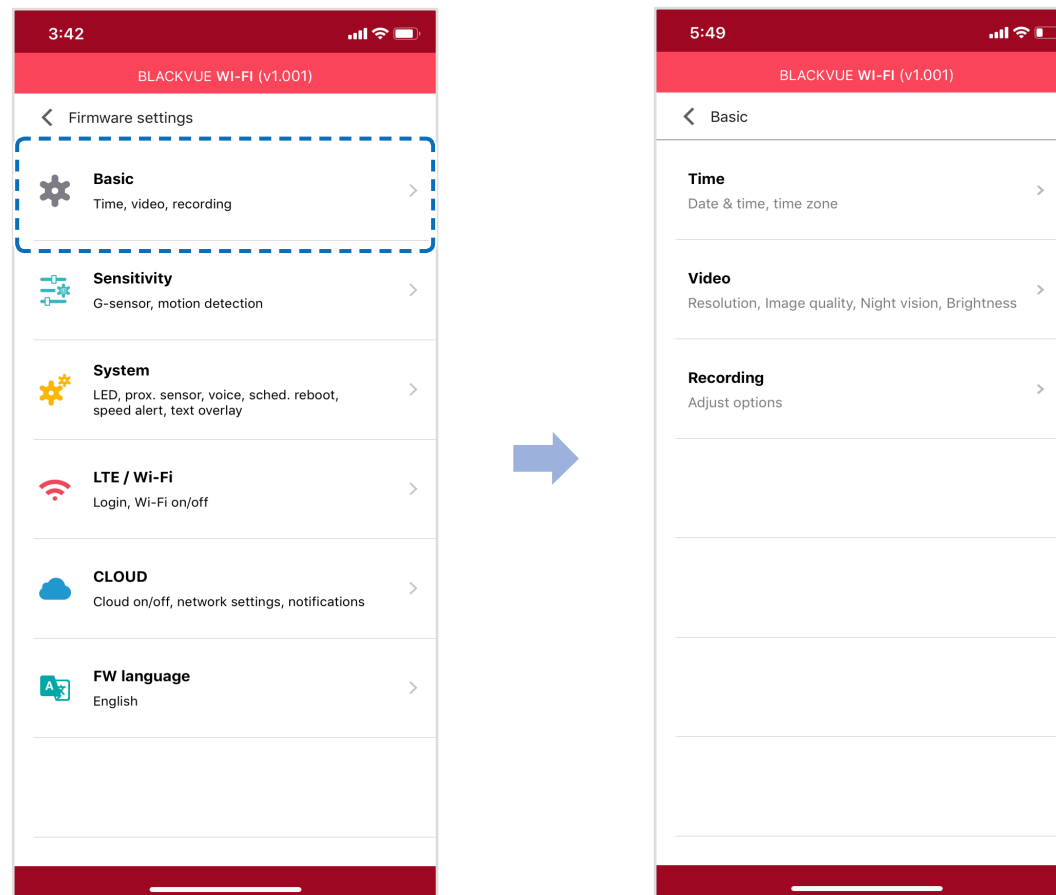 3:42
BLACKVUE WI-FI (v1.001)
Firmware settings
Basic
Time, video, recording
Sensitivity
G-sensor, motion detection
System
LED, prox. sensor, voice, sched. reboot,
speed alert, text overlay
LTE / Wi-Fi
Login, Wi-Fi on/off
CLOUD
Cloud on/off, network settings, notifications
A 文
FW language
English
5:49
BLACKVUE WI-FI (v1.001)
Basic
Time
Date & time, time zone
Video
Resolution, Image quality, Night vision, Brightness
Recording
Adjust options